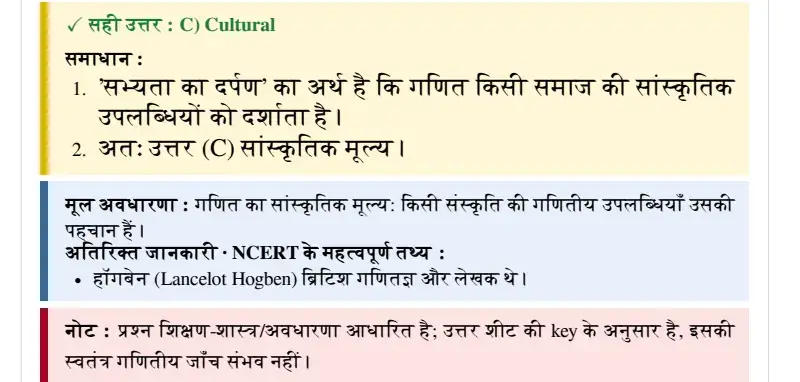 ✓ सही उत्तर : C) Cultural
समाधान :
1. 'सभ्यता का दर्पण' का अर्थ है कि गणित किसी समाज की सांस्कृतिक
उपलब्धियों को दर्शाता है।
2. अतः उत्तर (C) सांस्कृतिक मूल्य।
मूल अवधारणा : गणित का सांस्कृतिक मूल्य: किसी संस्कृति की गणितीय उपलब्धियाँ उसकी
पहचान हैं।
अतिरिक्त जानकारी · NCERT के महत्वपूर्ण तथ्य :
• हॉगबेन (Lancelot Hogben) ब्रिटिश गणितज्ञ और लेखक थे।
नोट : प्रश्न शिक्षण-शास्त्र/अवधारणा आधारित है; उत्तर शीट की key के अनुसार है, इसकी
स्वतंत्र गणितीय जाँच संभव नहीं।